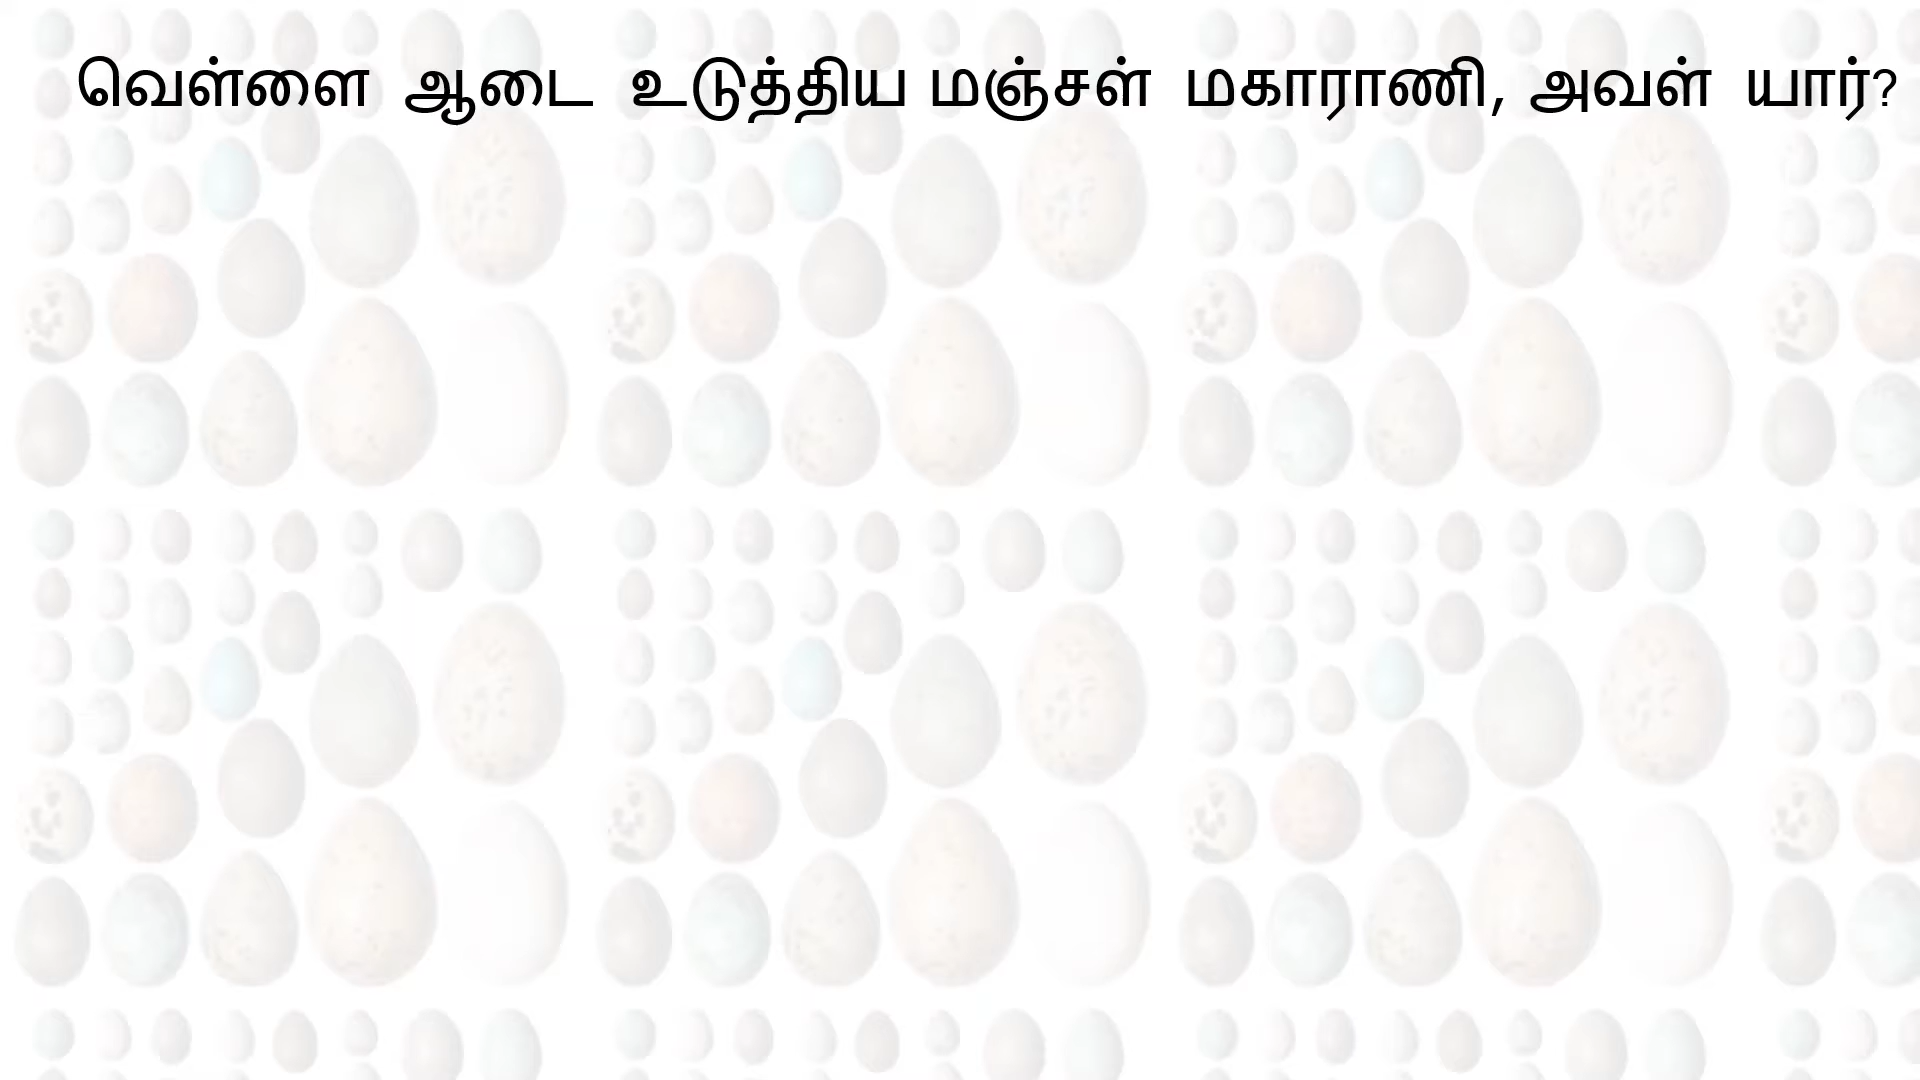 வெள்ளை ஆடை உடுத்திய மஞ்சள் மகாராணி, அவள் யார்?